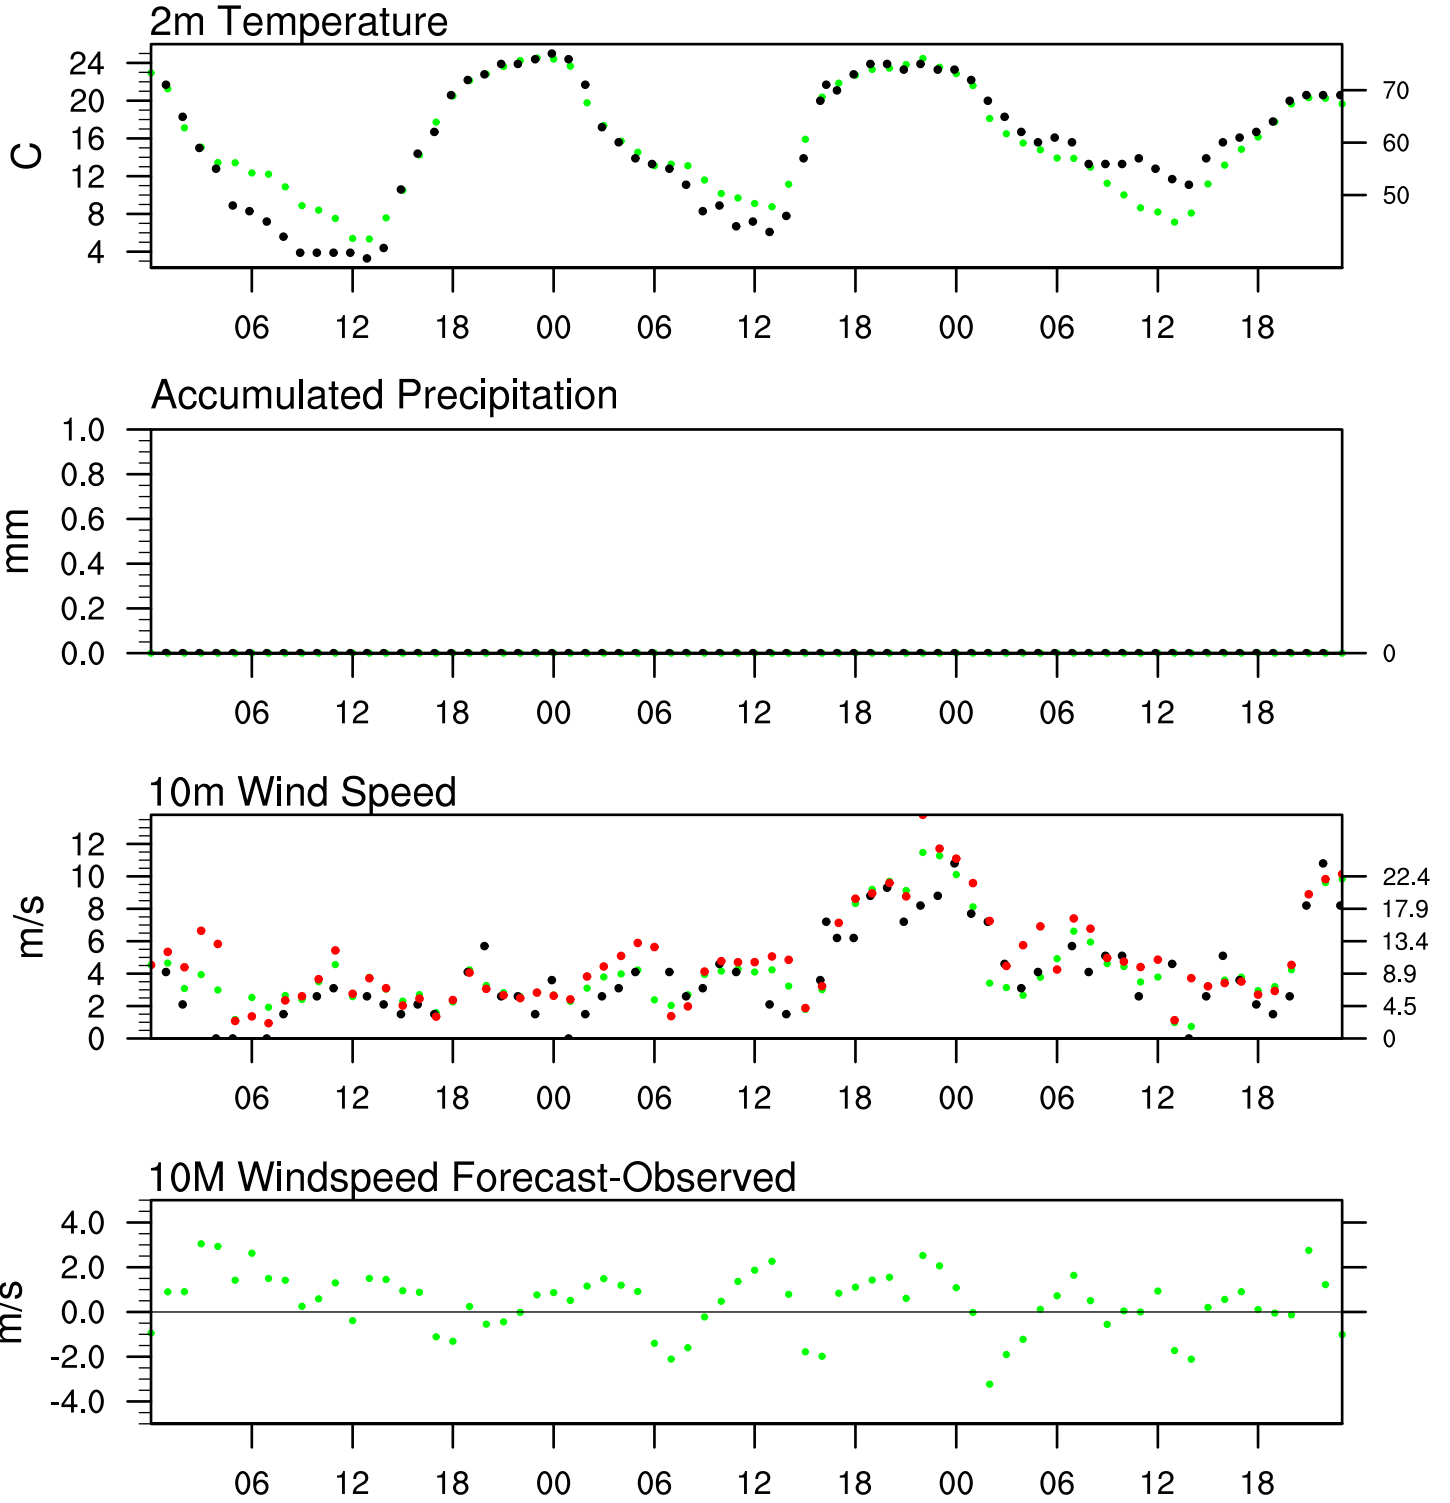 2m Temperature
24
20
16
12
8
4
C
70
60
50
06 12 18 00 06 12 18 00 06 12 18
Accumulated Precipitation
1.0
0.8
0.6
0.4
0.2
0.0
mm
0
06 12 18 00 06 12 18 00 06 12 18
10m Wind Speed
12
10
8
6
4
2
0
m/s
22.4
17.9
13.4
8.9
4.5
0
06 12 18 00 06 12 18 00 06 12 18
10M Windspeed Forecast-Observed
4.0
2.0
0.0
-2.0
-4.0
m/s
06 12 18 00 06 12 18 00 06 12 18